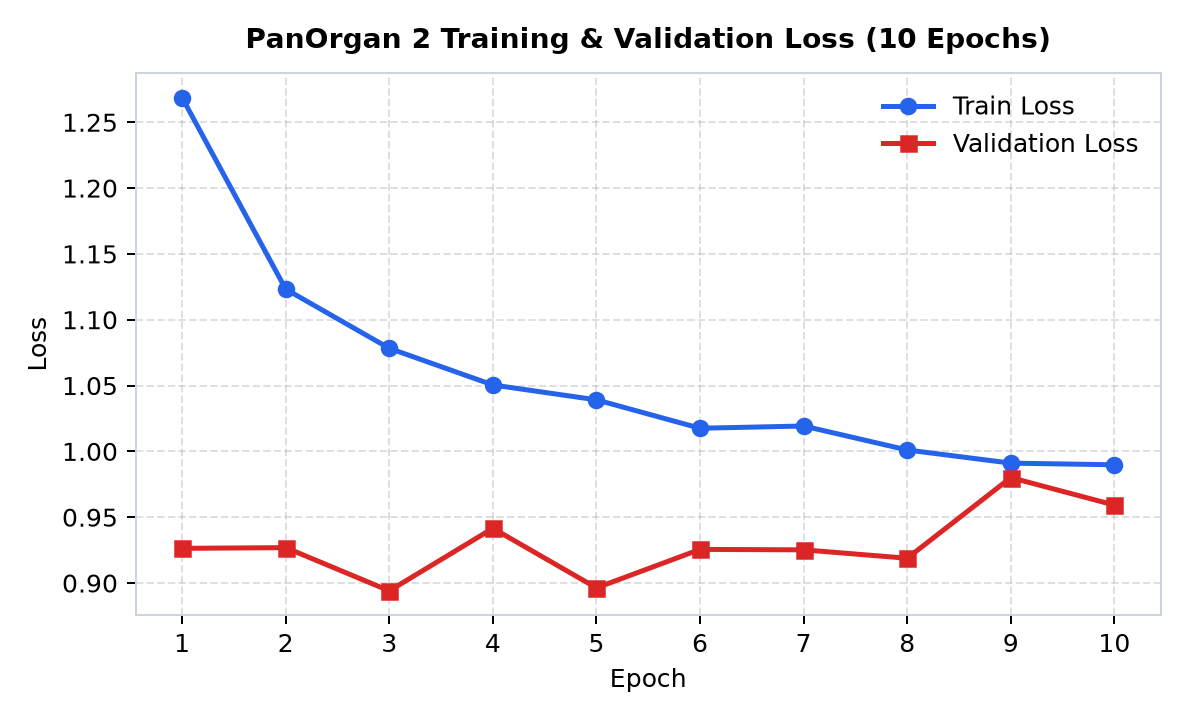 PanOrgan 2 Training & Validation Loss (10 Epochs)
Train Loss
Validation Loss
Loss
1.25
1.20
1.15
1.10
1.05
1.00
0.95
0.90
1 2 3 4 5 6 7 8 9 10
Epoch